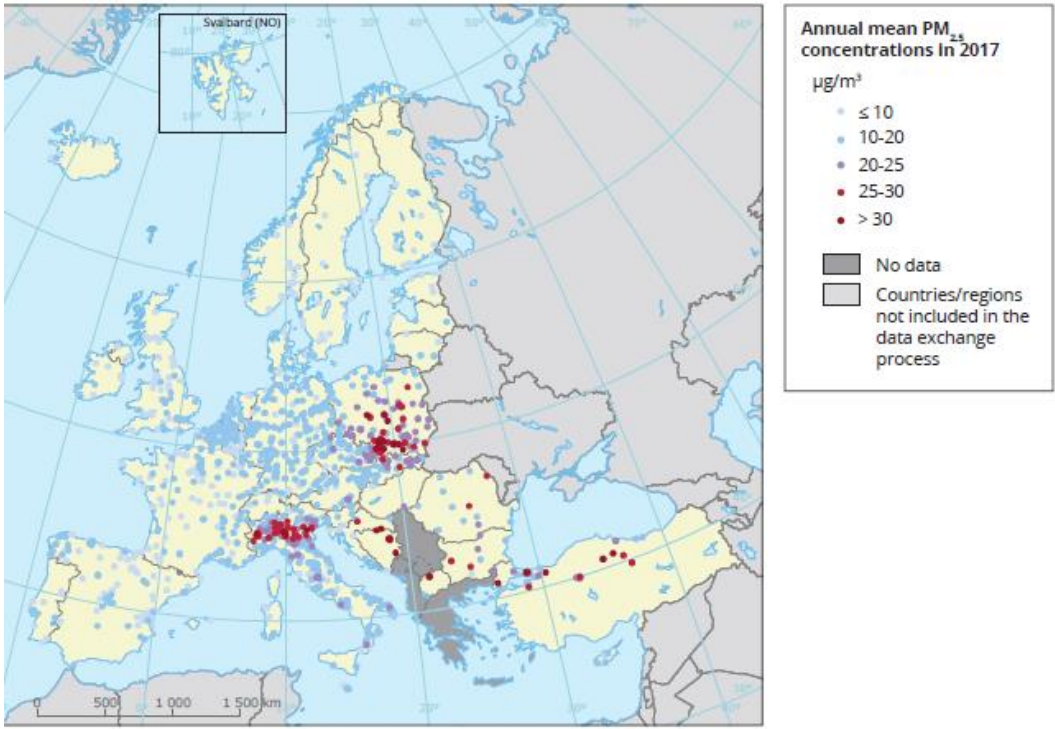 Svalbard (NO)
Annual mean PM2.5
concentrations in 2017
µg/m³
≤ 10
10-20
20-25
25-30
> 30
No data
Countries/regions
not included in the
data exchange
process
0 500 1 000 1 500 km